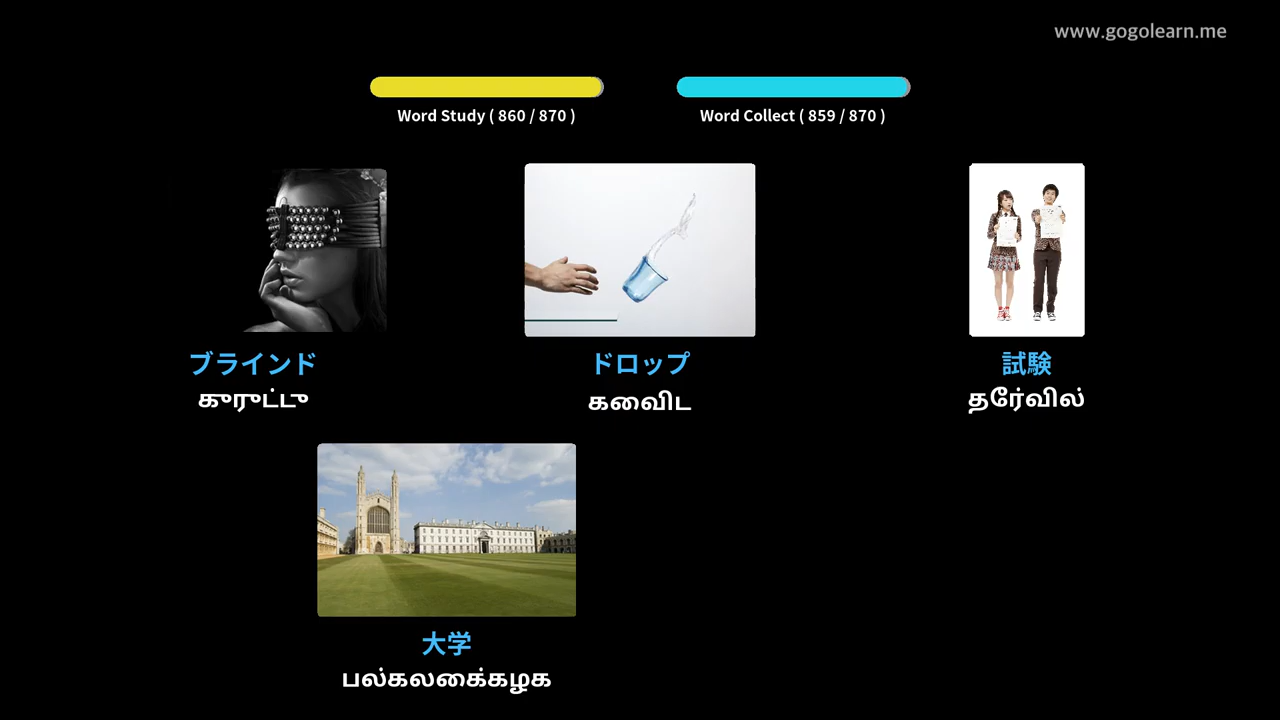 www.gogolearn.me
Word Study ( 860 / 870 )
Word Collect ( 859 / 870 )
ブラインド
குருட்டு
ドロップ
கைவிட
試験
தேர்வில்
大学
பல்கலைக்கழக